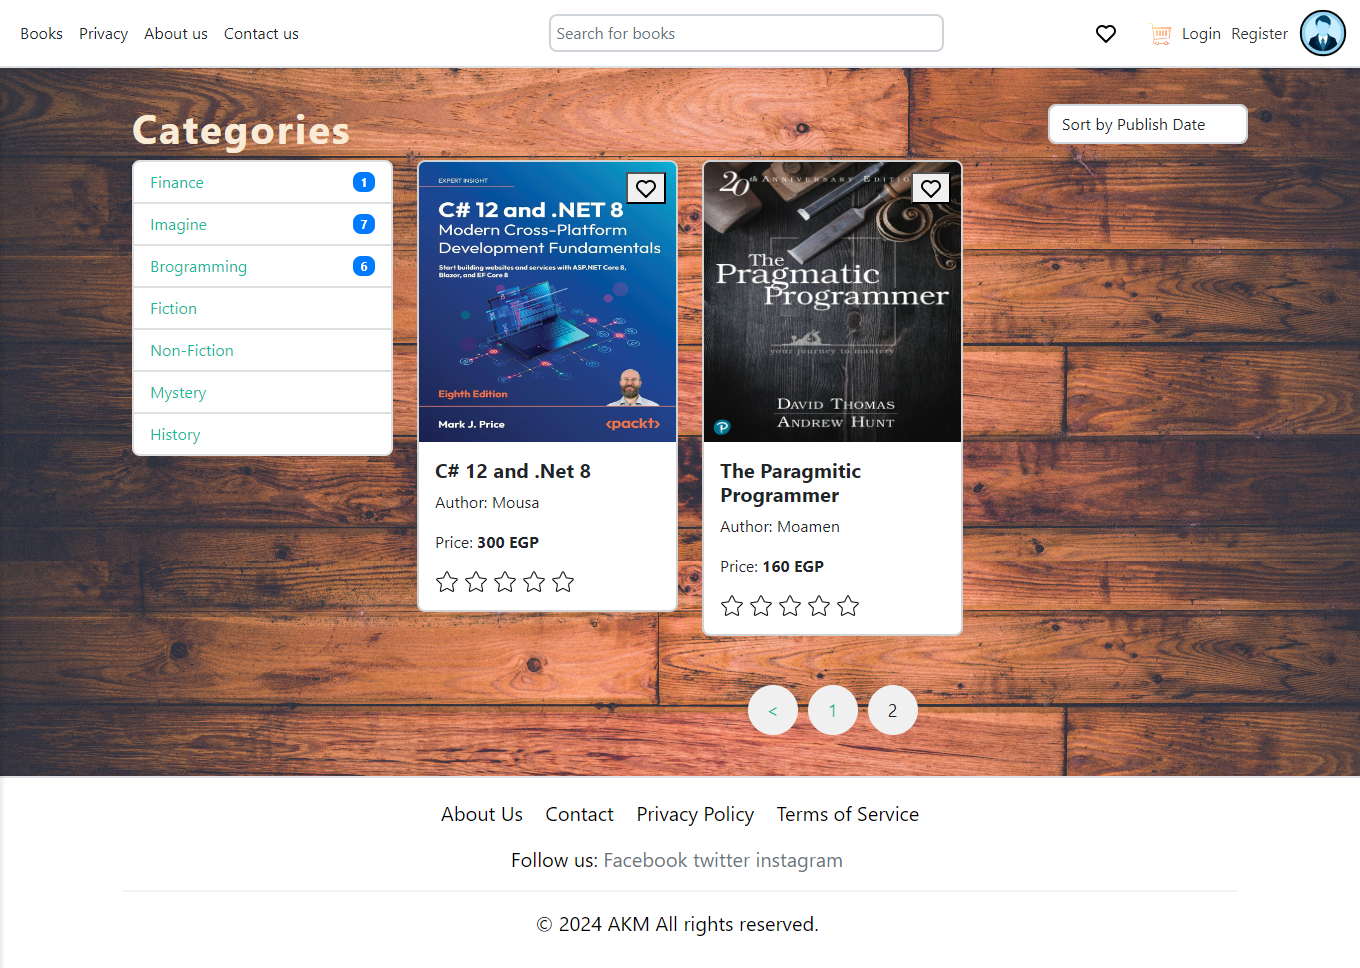 Books Privacy About us Contact us
Search for books
Login Register
Categories
Sort by Publish Date
Finance 1
Imagine 7
Brogramming 6
Fiction
Non-Fiction
Mystery
History
EXPERT INSIGHT
C# 12 and .NET 8
Modern Cross-Platform
Development Fundamentals
Start building websites and services with ASP.NET Core 8,
Blazor, and EF Core 8
Eighth Edition
Mark J. Price
<packt>
C# 12 and .Net 8
Author: Mousa
Price: 300 EGP
20th ANNIVERSARY EDITIO
The
Pragmatic
Programmer
your journey to mastery
DAVID THOMAS
ANDREW HUNT
P
The Paragmitic
Programmer
Author: Moamen
Price: 160 EGP
< 1 2
About Us Contact Privacy Policy Terms of Service
Follow us: Facebook twitter instagram
© 2024 AKM All rights reserved.